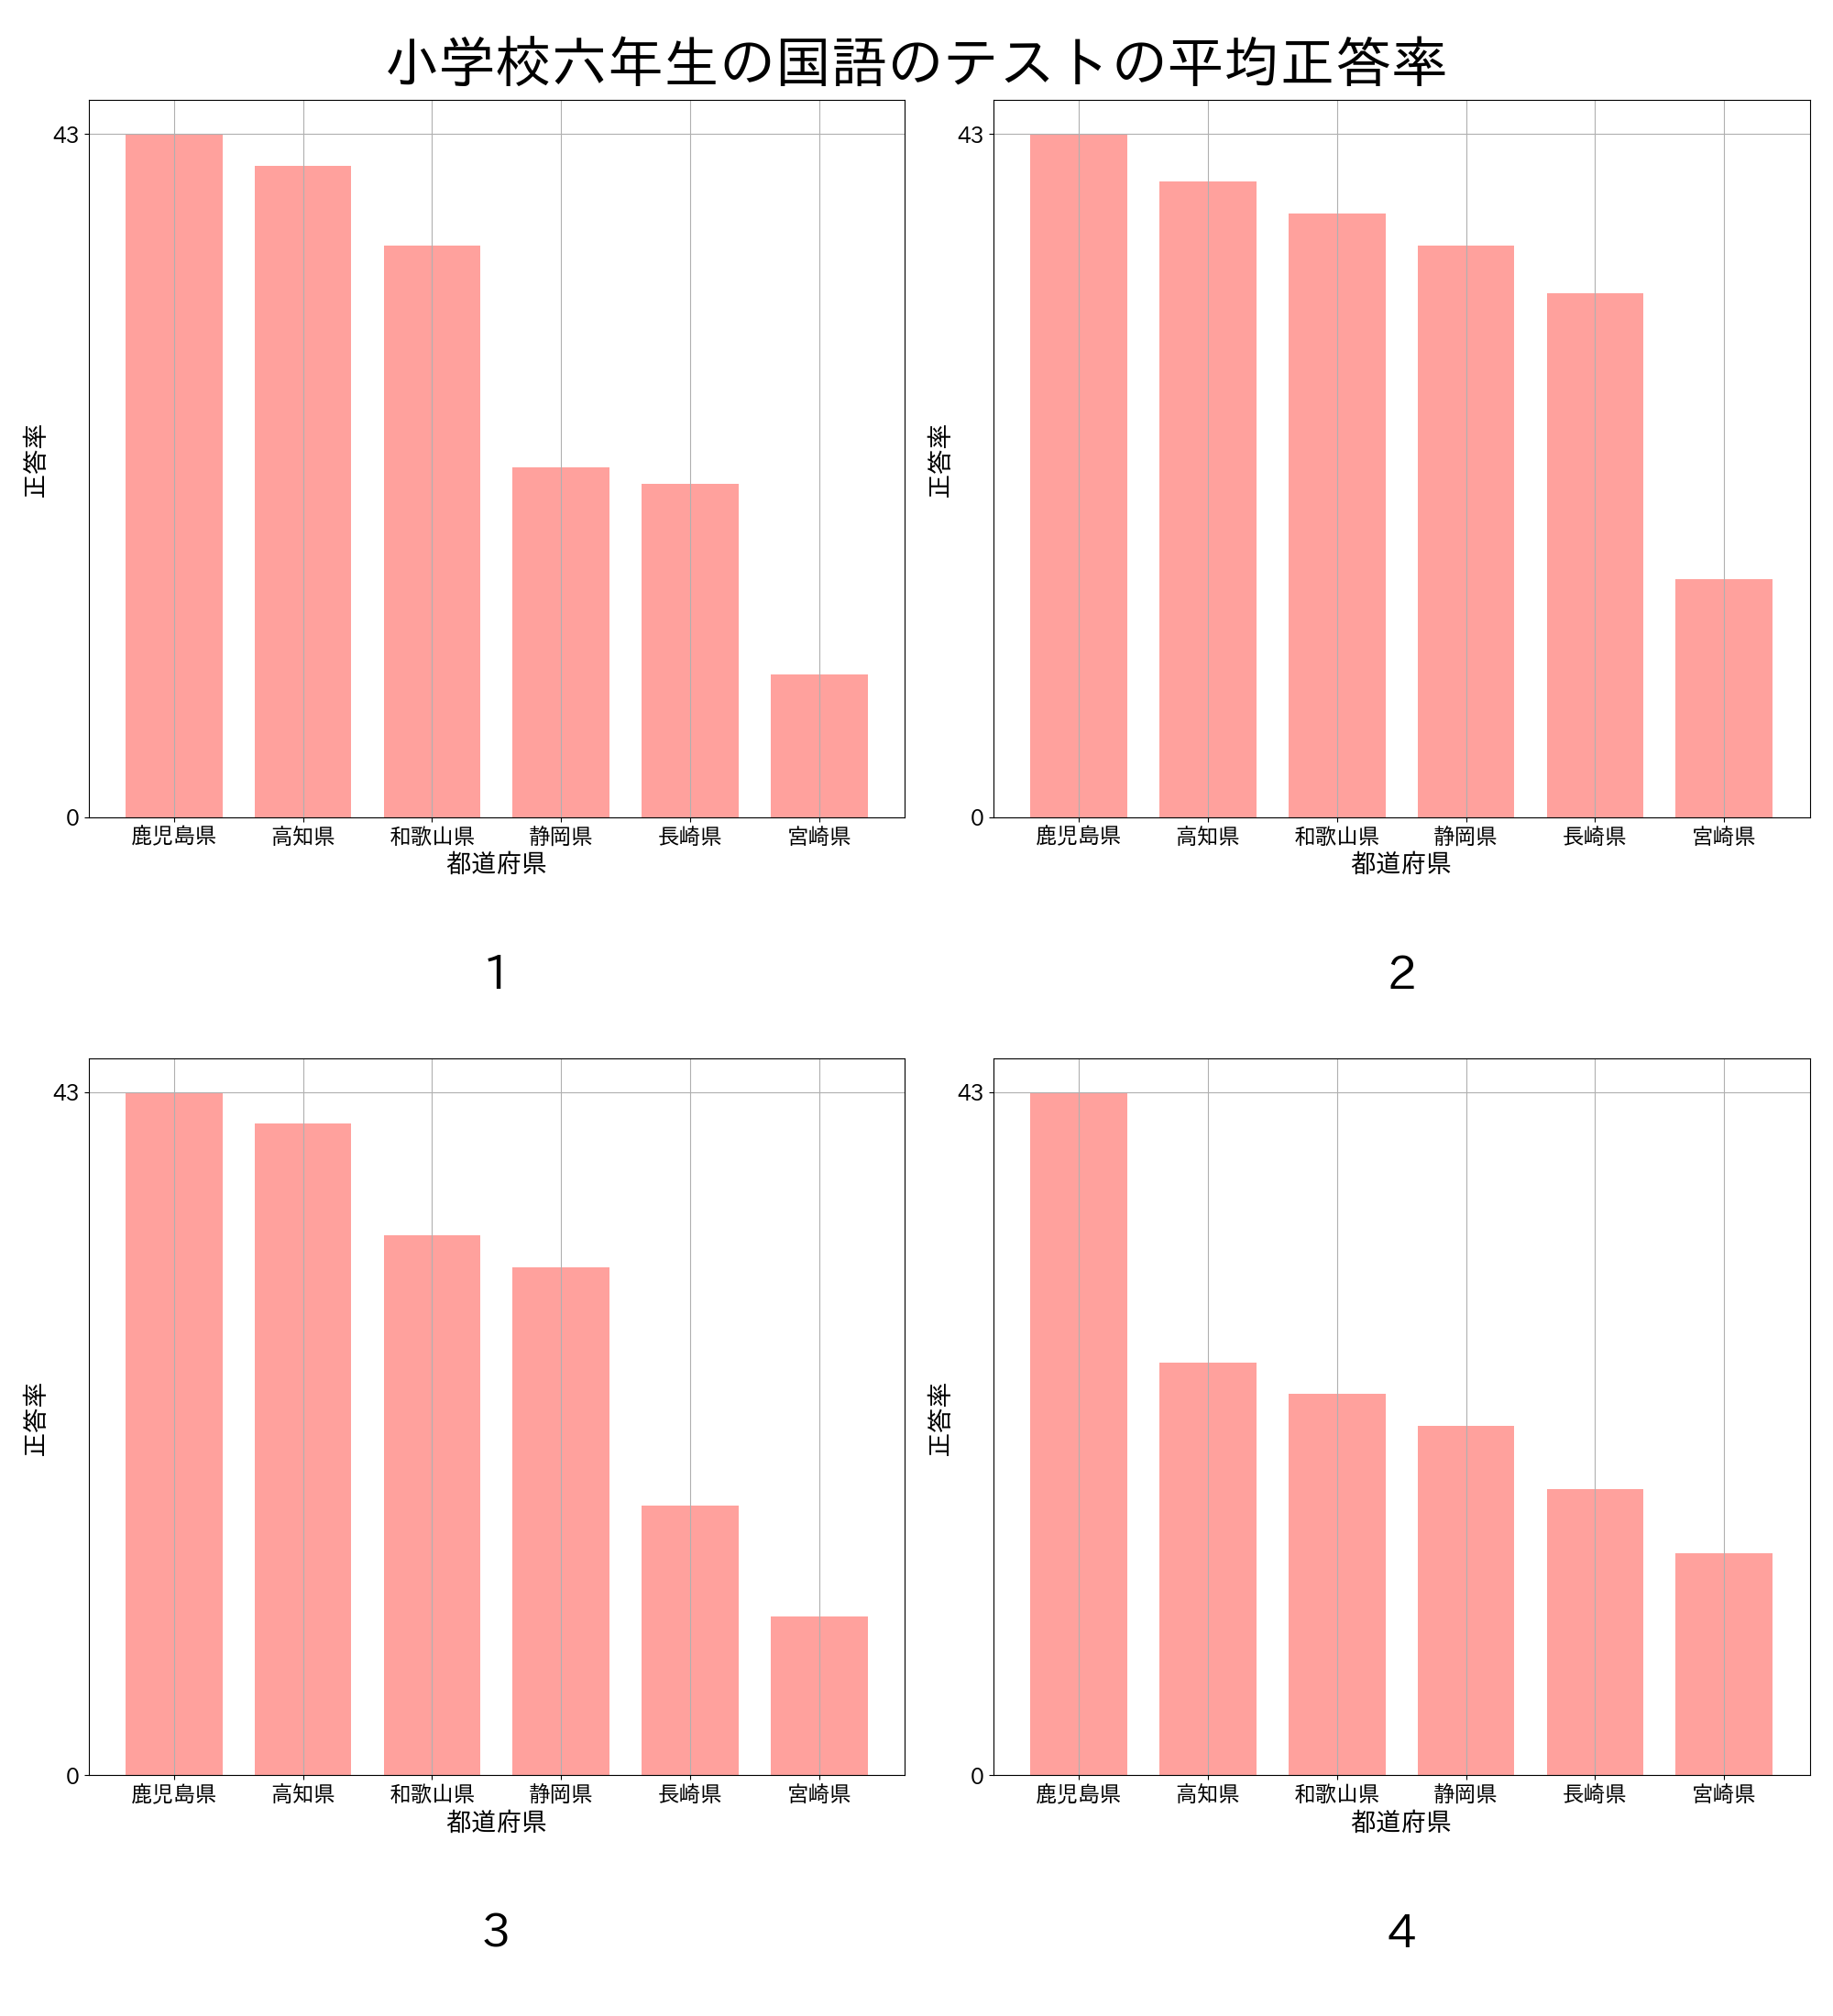 小学校六年生の国語のテストの平均正答率
43
0
正答率
鹿児島県 高知県 和歌山県 静岡県 長崎県 宮崎県
都道府県
1
43
0
正答率
鹿児島県 高知県 和歌山県 静岡県 長崎県 宮崎県
都道府県
2
43
0
正答率
鹿児島県 高知県 和歌山県 静岡県 長崎県 宮崎県
都道府県
3
43
0
正答率
鹿児島県 高知県 和歌山県 静岡県 長崎県 宮崎県
都道府県
4